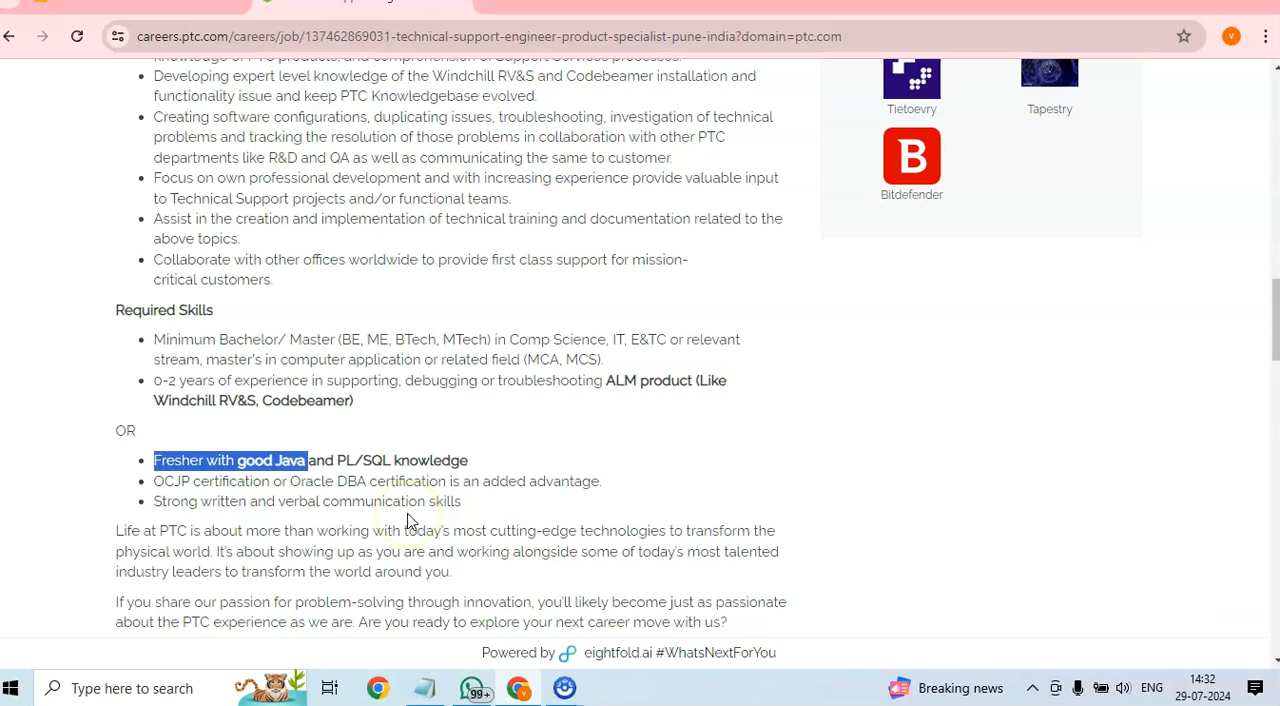 careers.ptc.com/careers/job/137462869031-technical-support-engineer-product-specialist-pune-india?domain=ptc.com
V
knowledge of PTC products, and comprehension of Support Services processes.
• Develop expert level knowledge of the Windchill RV&S and Codebeamer installation and
functionality issue and keep PTC Knowledgebase evolved.
• Creating software configurations, duplicating issues, troubleshooting, investigation of technical
problems and tracking the resolution of those problems in collaboration with other PTC
departments like R&D and QA as well as communicating the same to customer.
• Focus on own professional development and with increasing experience provide valuable input
to Technical Support projects and/or functional teams.
• Assist in the creation and implementation of technical training and documentation related to the
above topics.
• Collaborate with other offices worldwide to provide first class support for mission-
critical customers.
Tietoevry
Tapestry
B
Bitdefender
Required Skills
• Minimum Bachelor/ Master (BE, ME, BTech, MTech) in Comp Science, IT, E&TC or relevant
stream, master's in computer application or related field (MCA, MCS).
• 0-2 years of experience in supporting, debugging or troubleshooting ALM product (Like
Windchill RV&S, Codebeamer)
OR
• Fresher with good Java and PL/SQL knowledge
• OCJP certification or Oracle DBA certification is an added advantage.
• Strong written and verbal communication skills
Life at PTC is about more than working with today's most cutting-edge technologies to transform the
physical world. It's about showing up as you are and working alongside some of today's most talented
industry leaders to transform the world around you.
If you share our passion for problem-solving through innovation, you'll likely become just as passionate
about the PTC experience as we are. Are you ready to explore your next career move with us?
Powered by eightfold.ai #WhatsNextForYou
Type here to search
99+
V
Breaking news
ENG
14:32
29-07-2024